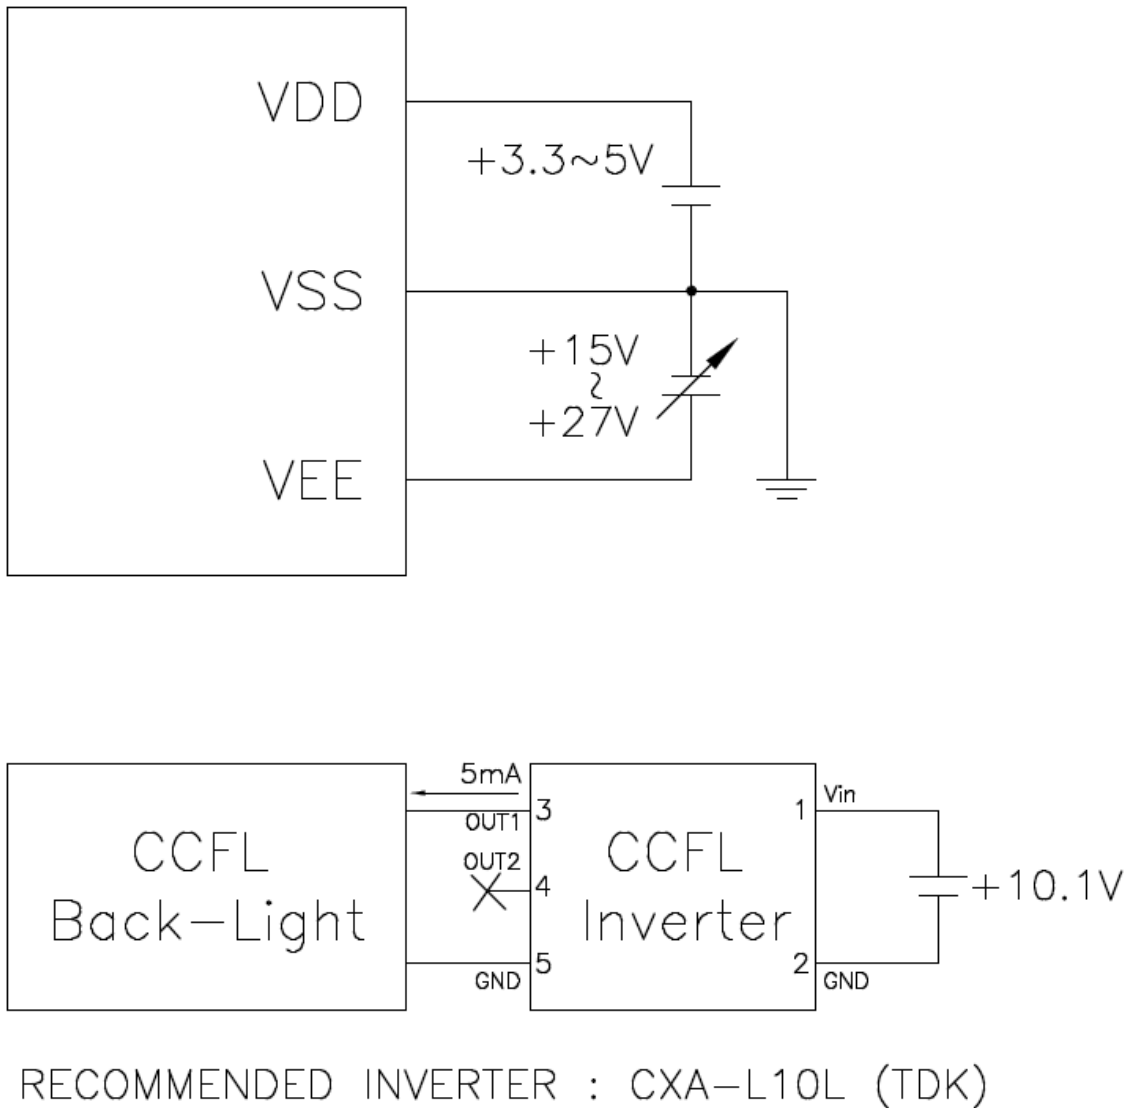 VDD
+3.3~5V
VSS
+15V
~
+27V
VEE
5mA
3
OUT1
OUT2
4
5
GND
CCFL
Back-Light
CCFL
Inverter
1
Vin
+10.1V
2
GND
RECOMMENDED INVERTER : CXA-L10L (TDK)